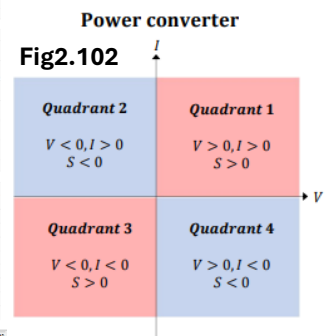 Power converter
Fig2.102
I
Quadrant 2
Quadrant 1
V < 0, I > 0
S < 0
V > 0, I > 0
S > 0
V
Quadrant 3
Quadrant 4
V < 0, I < 0
S > 0
V > 0, I < 0
S < 0